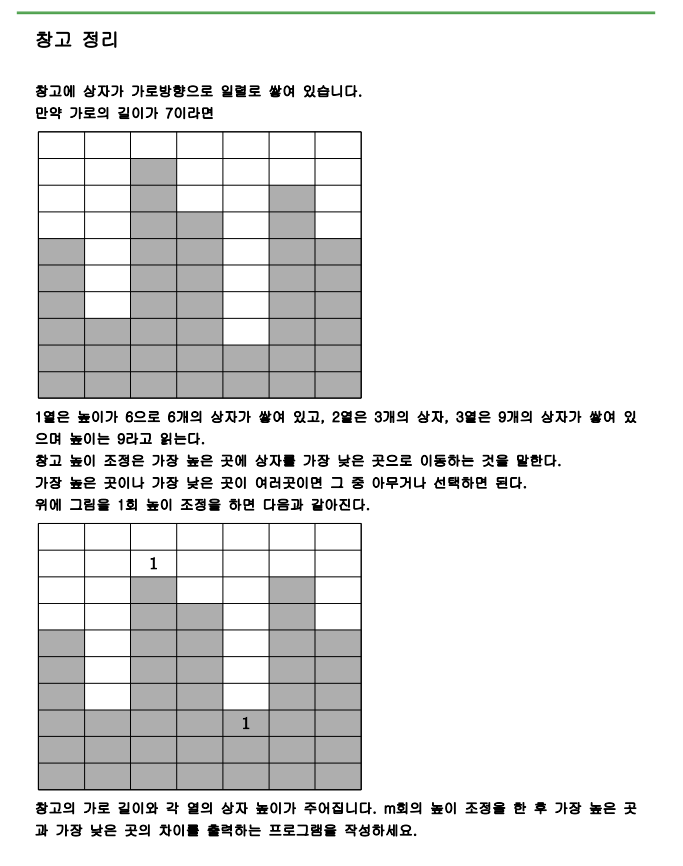 창고 정리
창고에 상자가 가로방향으로 일렬로 쌓여 있습니다.
만약 가로의 길이가 7이라면
1열은 높이가 6으로 6개의 상자가 쌓여 있고, 2열은 3개의 상자, 3열은 9개의 상자가 쌓여 있
으며 높이는 9라고 읽는다.
창고 높이 조정은 가장 높은 곳에 상자를 가장 낮은 곳으로 이동하는 것을 말한다.
가장 높은 곳이나 가장 낮은 곳이 여러곳이면 그 중 아무거나 선택하면 된다.
위에 그림을 1회 높이 조정을 하면 다음과 같아진다.
1
1
창고의 가로 길이와 각 열의 상자 높이가 주어집니다. m회의 높이 조정을 한 후 가장 높은 곳
과 가장 낮은 곳의 차이를 출력하는 프로그램을 작성하세요.